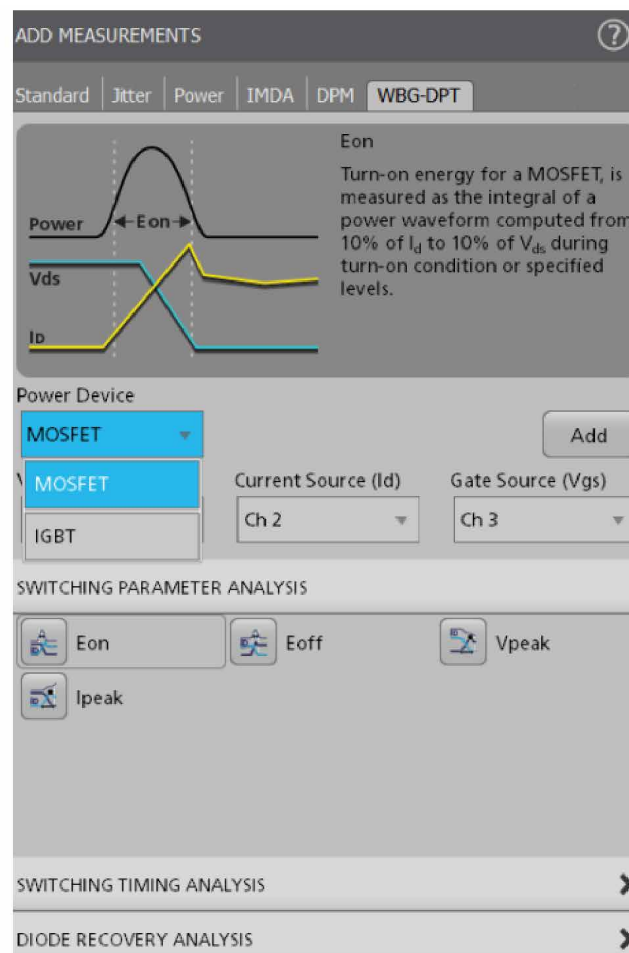 ADD MEASUREMENTS
?
Standard Jitter Power IMDA DPM WBG-DPT
Eon
Turn-on energy for a MOSFET, is
measured as the integral of a
power waveform computed from
10% of Id to 10% of Vds during
turn-on condition or specified
levels.
Power
Eon
Vds
ID
Power Device
MOSFET
Add
MOSFET
IGBT
Current Source (Id) Gate Source (Vgs)
Ch 2 Ch 3
SWITCHING PARAMETER ANALYSIS
Eon Eoff Vpeak
Ipeak
SWITCHING TIMING ANALYSIS
DIODE RECOVERY ANALYSIS